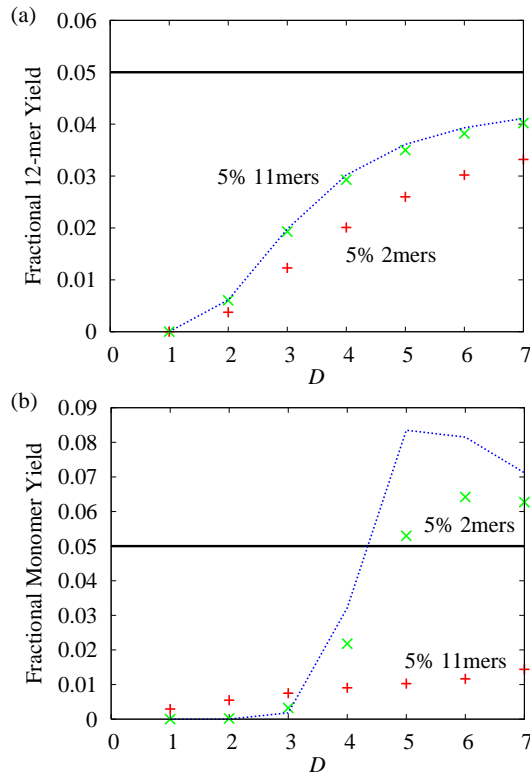 (a)
0.06
0.05
0.04
0.03
0.02
0.01
0
Fractional 12-mer Yield
5% 11mers
5% 2mers
0 1 2 3 4 5 6 7
D
(b)
0.09
0.08
0.07
0.06
0.05
0.04
0.03
0.02
0.01
0
Fractional Monomer Yield
5% 2mers
5% 11mers
0 1 2 3 4 5 6 7
D